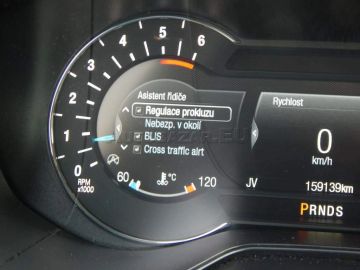 6
5
4
3
2
1
0
RPM
x1000
Asistent řidiče
Regulace prokluzu
Nebezp. v okolí
BLIS
Cross traffic alrt
60
°C
120
Rychlost
0
km/h
JV 159139km
PRNDS